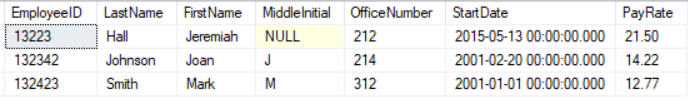 EmployeeID LastName FirstName MiddleInitial OfficeNumber StartDate PayRate
13223 Hall Jeremiah NULL 212 2015-05-13 00:00:00.000 21.50
132342 Johnson Joan J 214 2001-02-20 00:00:00.000 14.22
132423 Smith Mark M 312 2001-01-01 00:00:00.000 12.77